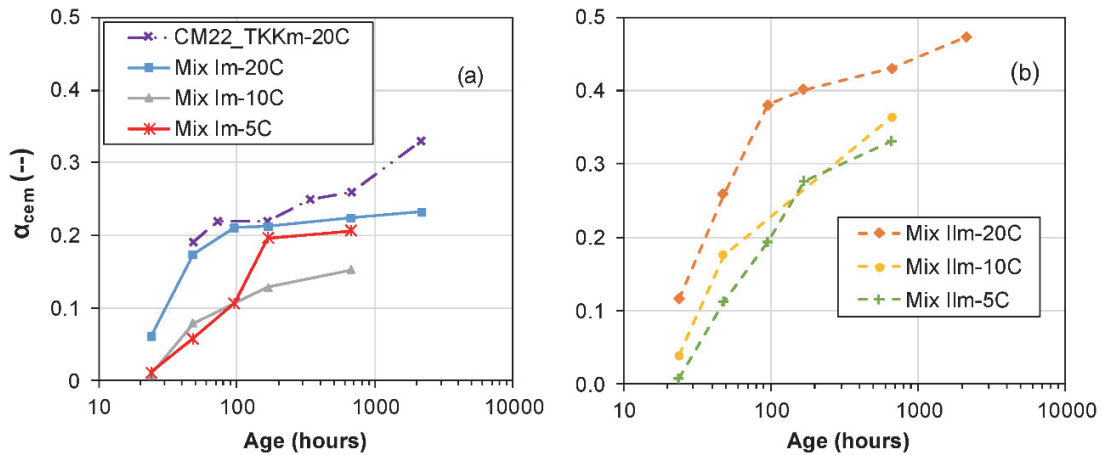 0.5
0.4
0.3
0.2
0.1
0
10
100
1000
10000
α_cem (--)
Age (hours)
CM22_TKKm-20C
Mix Im-20C
Mix Im-10C
Mix Im-5C
(a)
0.5
0.4
0.3
0.2
0.1
0.0
10
100
1000
10000
Age (hours)
(b)
Mix IIm-20C
Mix IIm-10C
Mix IIm-5C